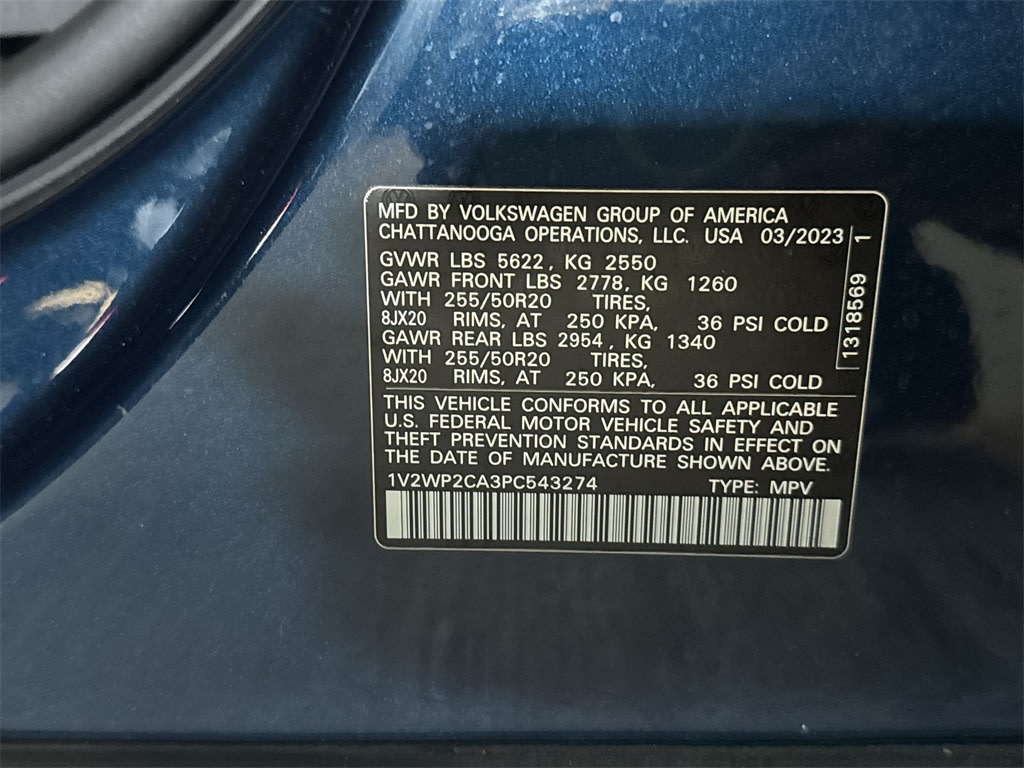 MFD BY VOLKSWAGEN GROUP OF AMERICA
CHATTANOOGA OPERATIONS, LLC. USA 03/2023
GVWR LBS 5622, KG 2550
GAWR FRONT LBS 2778, KG 1260
WITH 255/50R20 TIRES,
8JX20 RIMS, AT 250 KPA, 36 PSI COLD
GAWR REAR LBS 2954, KG 1340
WITH 255/50R20 TIRES,
8JX20 RIMS, AT 250 KPA, 36 PSI COLD
THIS VEHICLE CONFORMS TO ALL APPLICABLE
U.S. FEDERAL MOTOR VEHICLE SAFETY AND
THEFT PREVENTION STANDARDS IN EFFECT ON
THE DATE OF MANUFACTURE SHOWN ABOVE.
1V2WP2CA3PC543274 TYPE: MPV
1318569 1